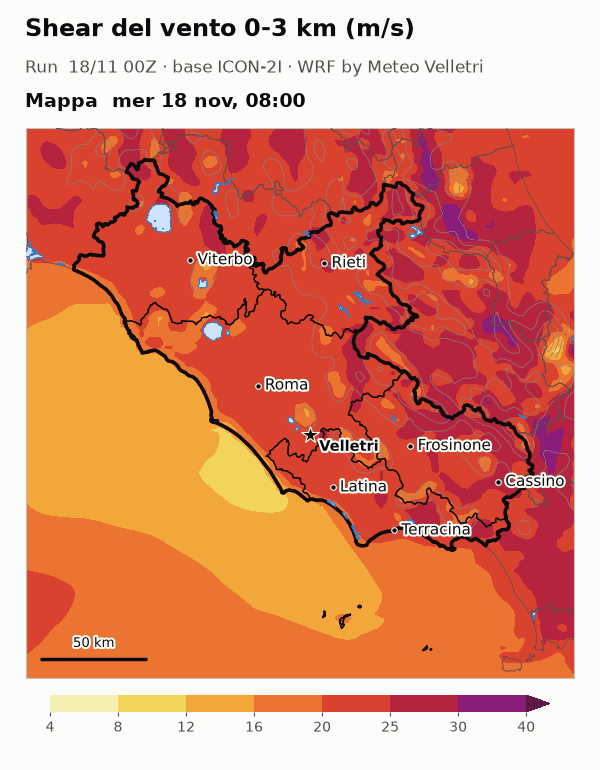 Shear del vento 0-3 km (m/s)
Run 18/11 00Z · base ICON-2I · WRF by Meteo Velletri
Mappa mer 18 nov, 08:00
Viterbo
Rieti
Roma
Velletri
Frosinone
Cassino
Latina
Terracina
50 km
4 8 12 16 20 25 30 40